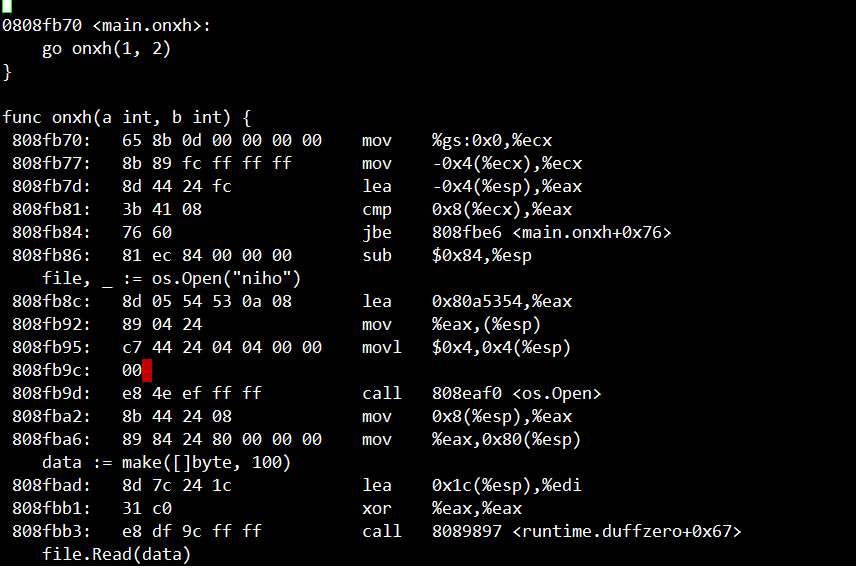 0808fb70 <main.onxh>:
    go onxh(1, 2)
}
func onxh(a int, b int) {
 808fb70:	65 8b 0d 00 00 00 00 	mov    %gs:0x0,%ecx
 808fb77:	8b 89 fc ff ff ff    	mov    -0x4(%ecx),%ecx
 808fb7d:	8d 44 24 fc          	lea    -0x4(%esp),%eax
 808fb81:	3b 41 08             	cmp    0x8(%ecx),%eax
 808fb84:	76 60                	jbe    808fbe6 <main.onxh+0x76>
 808fb86:	81 ec 84 00 00 00    	sub    $0x84,%esp
    file, _ := os.Open("niho")
 808fb8c:	8d 05 54 53 0a 08    	lea    0x80a5354,%eax
 808fb92:	89 04 24             	mov    %eax,(%esp)
 808fb95:	c7 44 24 04 04 00 00 	movl   $0x4,0x4(%esp)
 808fb9c:	00
 808fb9d:	e8 4e ef ff ff       	call   808eaf0 <os.Open>
 808fba2:	8b 44 24 08          	mov    0x8(%esp),%eax
 808fba6:	89 84 24 80 00 00 00 	mov    %eax,0x80(%esp)
    data := make([]byte, 100)
 808fbad:	8d 7c 24 1c          	lea    0x1c(%esp),%edi
 808fbb1:	31 c0                	xor    %eax,%eax
 808fbb3:	e8 df 9c ff ff       	call   8089897 <runtime.duffzero+0x67>
    file.Read(data)